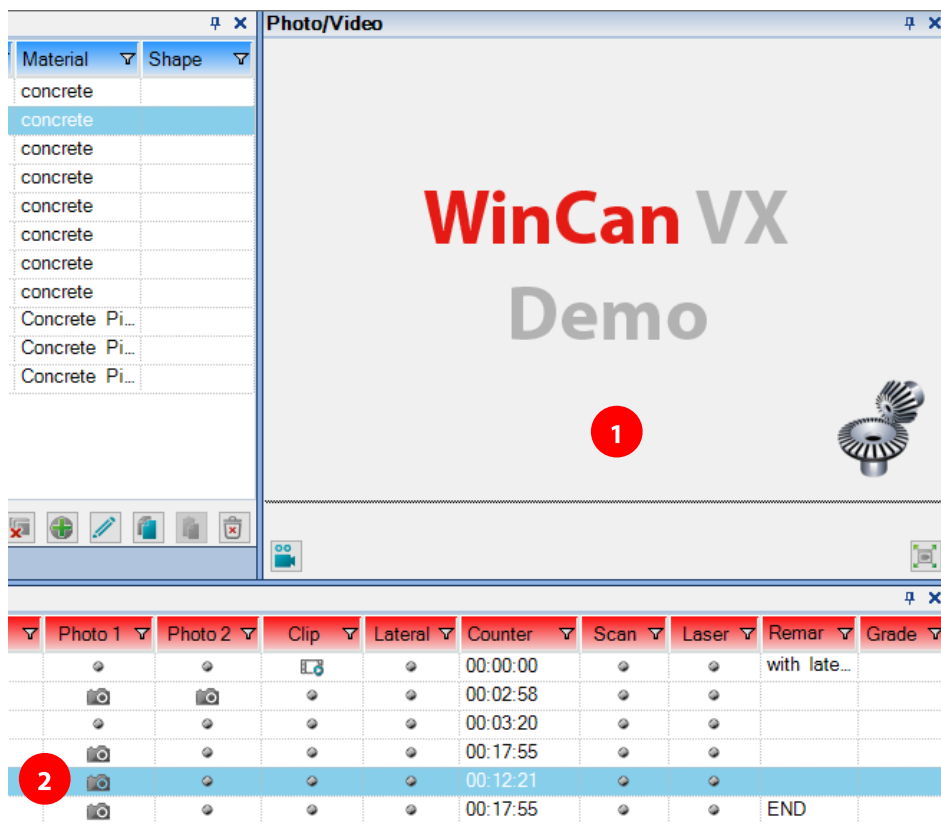 Photo/Video
Material Shape
concrete
concrete
concrete
concrete
concrete
concrete
concrete
concrete
Concrete Pi...
Concrete Pi...
Concrete Pi...
WinCan VX
Demo
1
Photo 1 Photo 2 Clip Lateral Counter Scan Laser Remar Grade
00:00:00 with late...
00:02:58
00:03:20
00:17:55
2 00:12:21
00:17:55 END